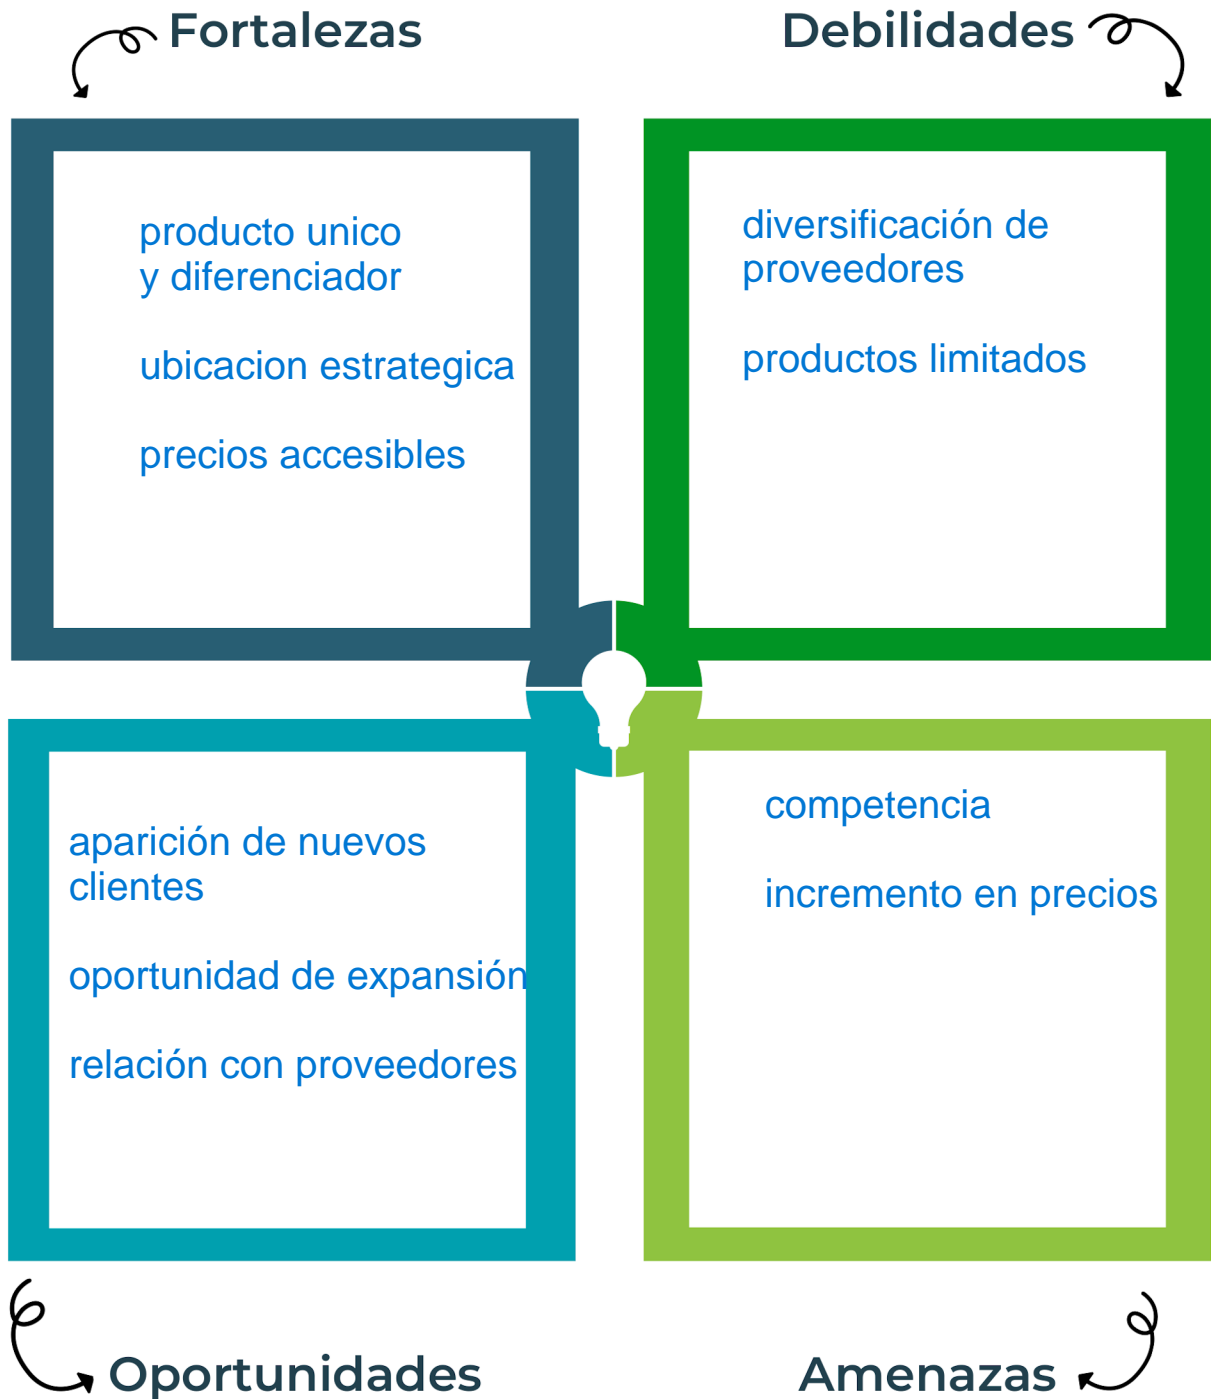 Fortalezas
producto unico
y diferenciador
ubicacion estrategica
precios accesibles
Debilidades
diversificación de
proveedores
productos limitados
aparición de nuevos
clientes
oportunidad de expansión
relación con proveedores
Oportunidades
competencia
incremento en precios
Amenazas